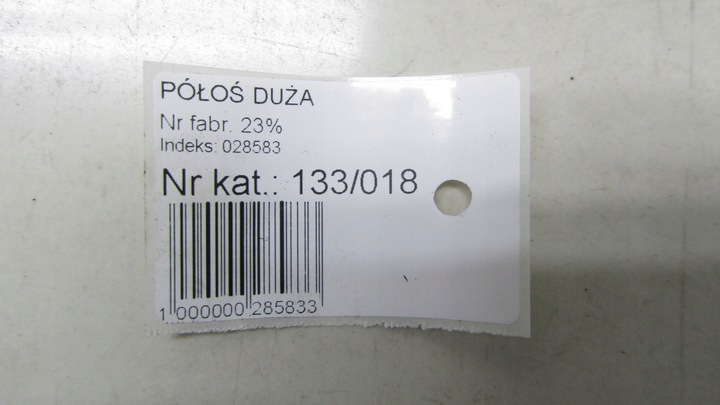 PÓŁOŚ DUŻA
Nr fabr. 23%
Indeks: 028583
Nr kat.: 133/018
1 000000 285833